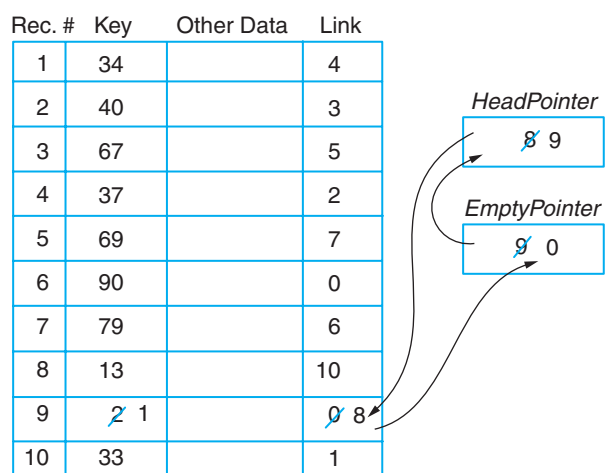 Rec. # Key Other Data Link
1 34 4
2 40 3
3 67 5
4 37 2
5 69 7
6 90 0
7 79 6
8 13 10
9 2 1 0 8
10 33 1
HeadPointer
8 9
EmptyPointer
9 0